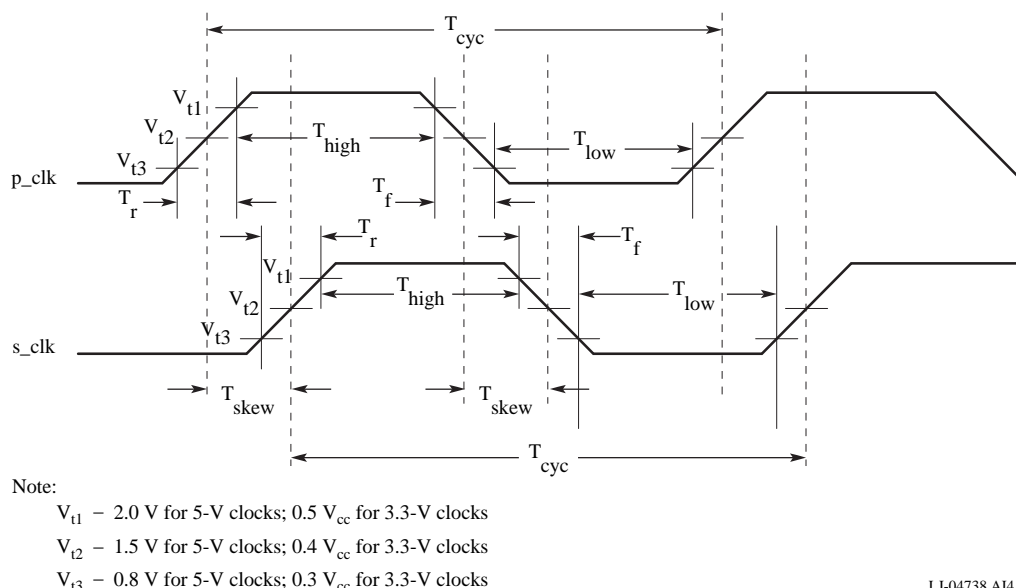 T_cyc
V_t1
V_t2
T_high
T_low
V_t3
p_clk
T_r
T_f
T_r
T_f
V_t1
T_high
T_low
V_t2
V_t3
s_clk
T_skew
T_skew
T_cyc
Note:
V_t1 – 2.0 V for 5-V clocks; 0.5 V_cc for 3.3-V clocks
V_t2 – 1.5 V for 5-V clocks; 0.4 V_cc for 3.3-V clocks
V_t3 – 0.8 V for 5-V clocks; 0.3 V_cc for 3.3-V clocks
LJ-04738.AI4